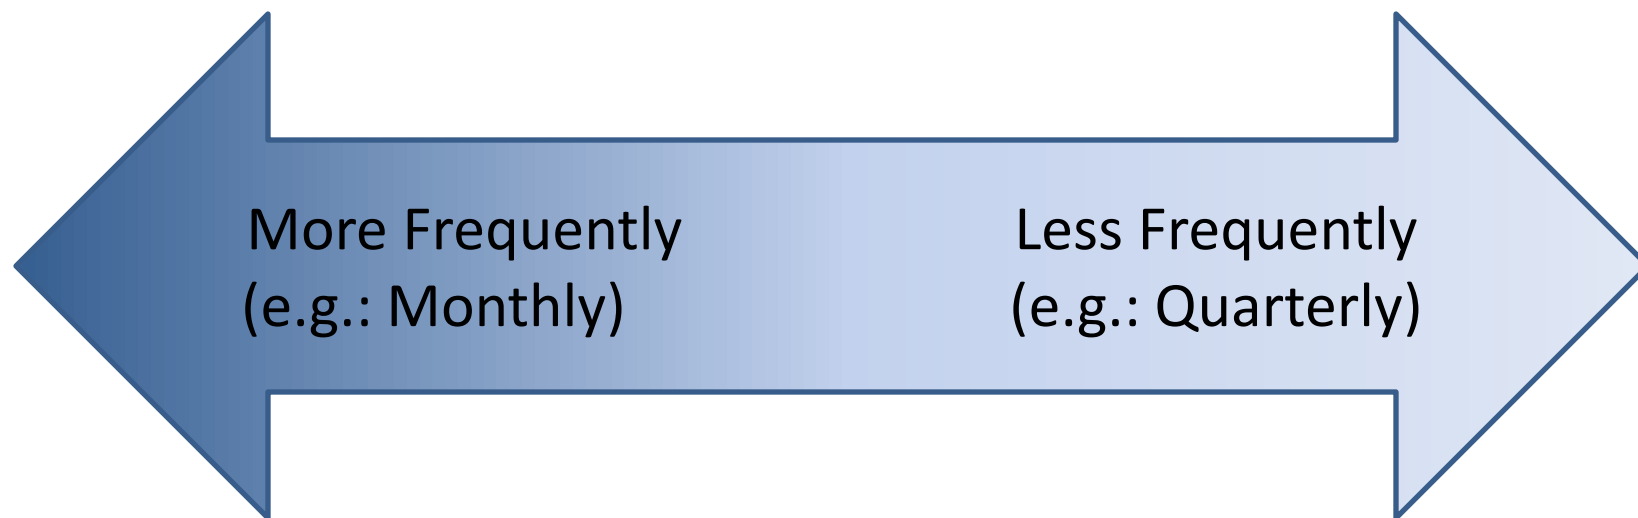 More Frequently
(e.g.: Monthly)
Less Frequently
(e.g.: Quarterly)